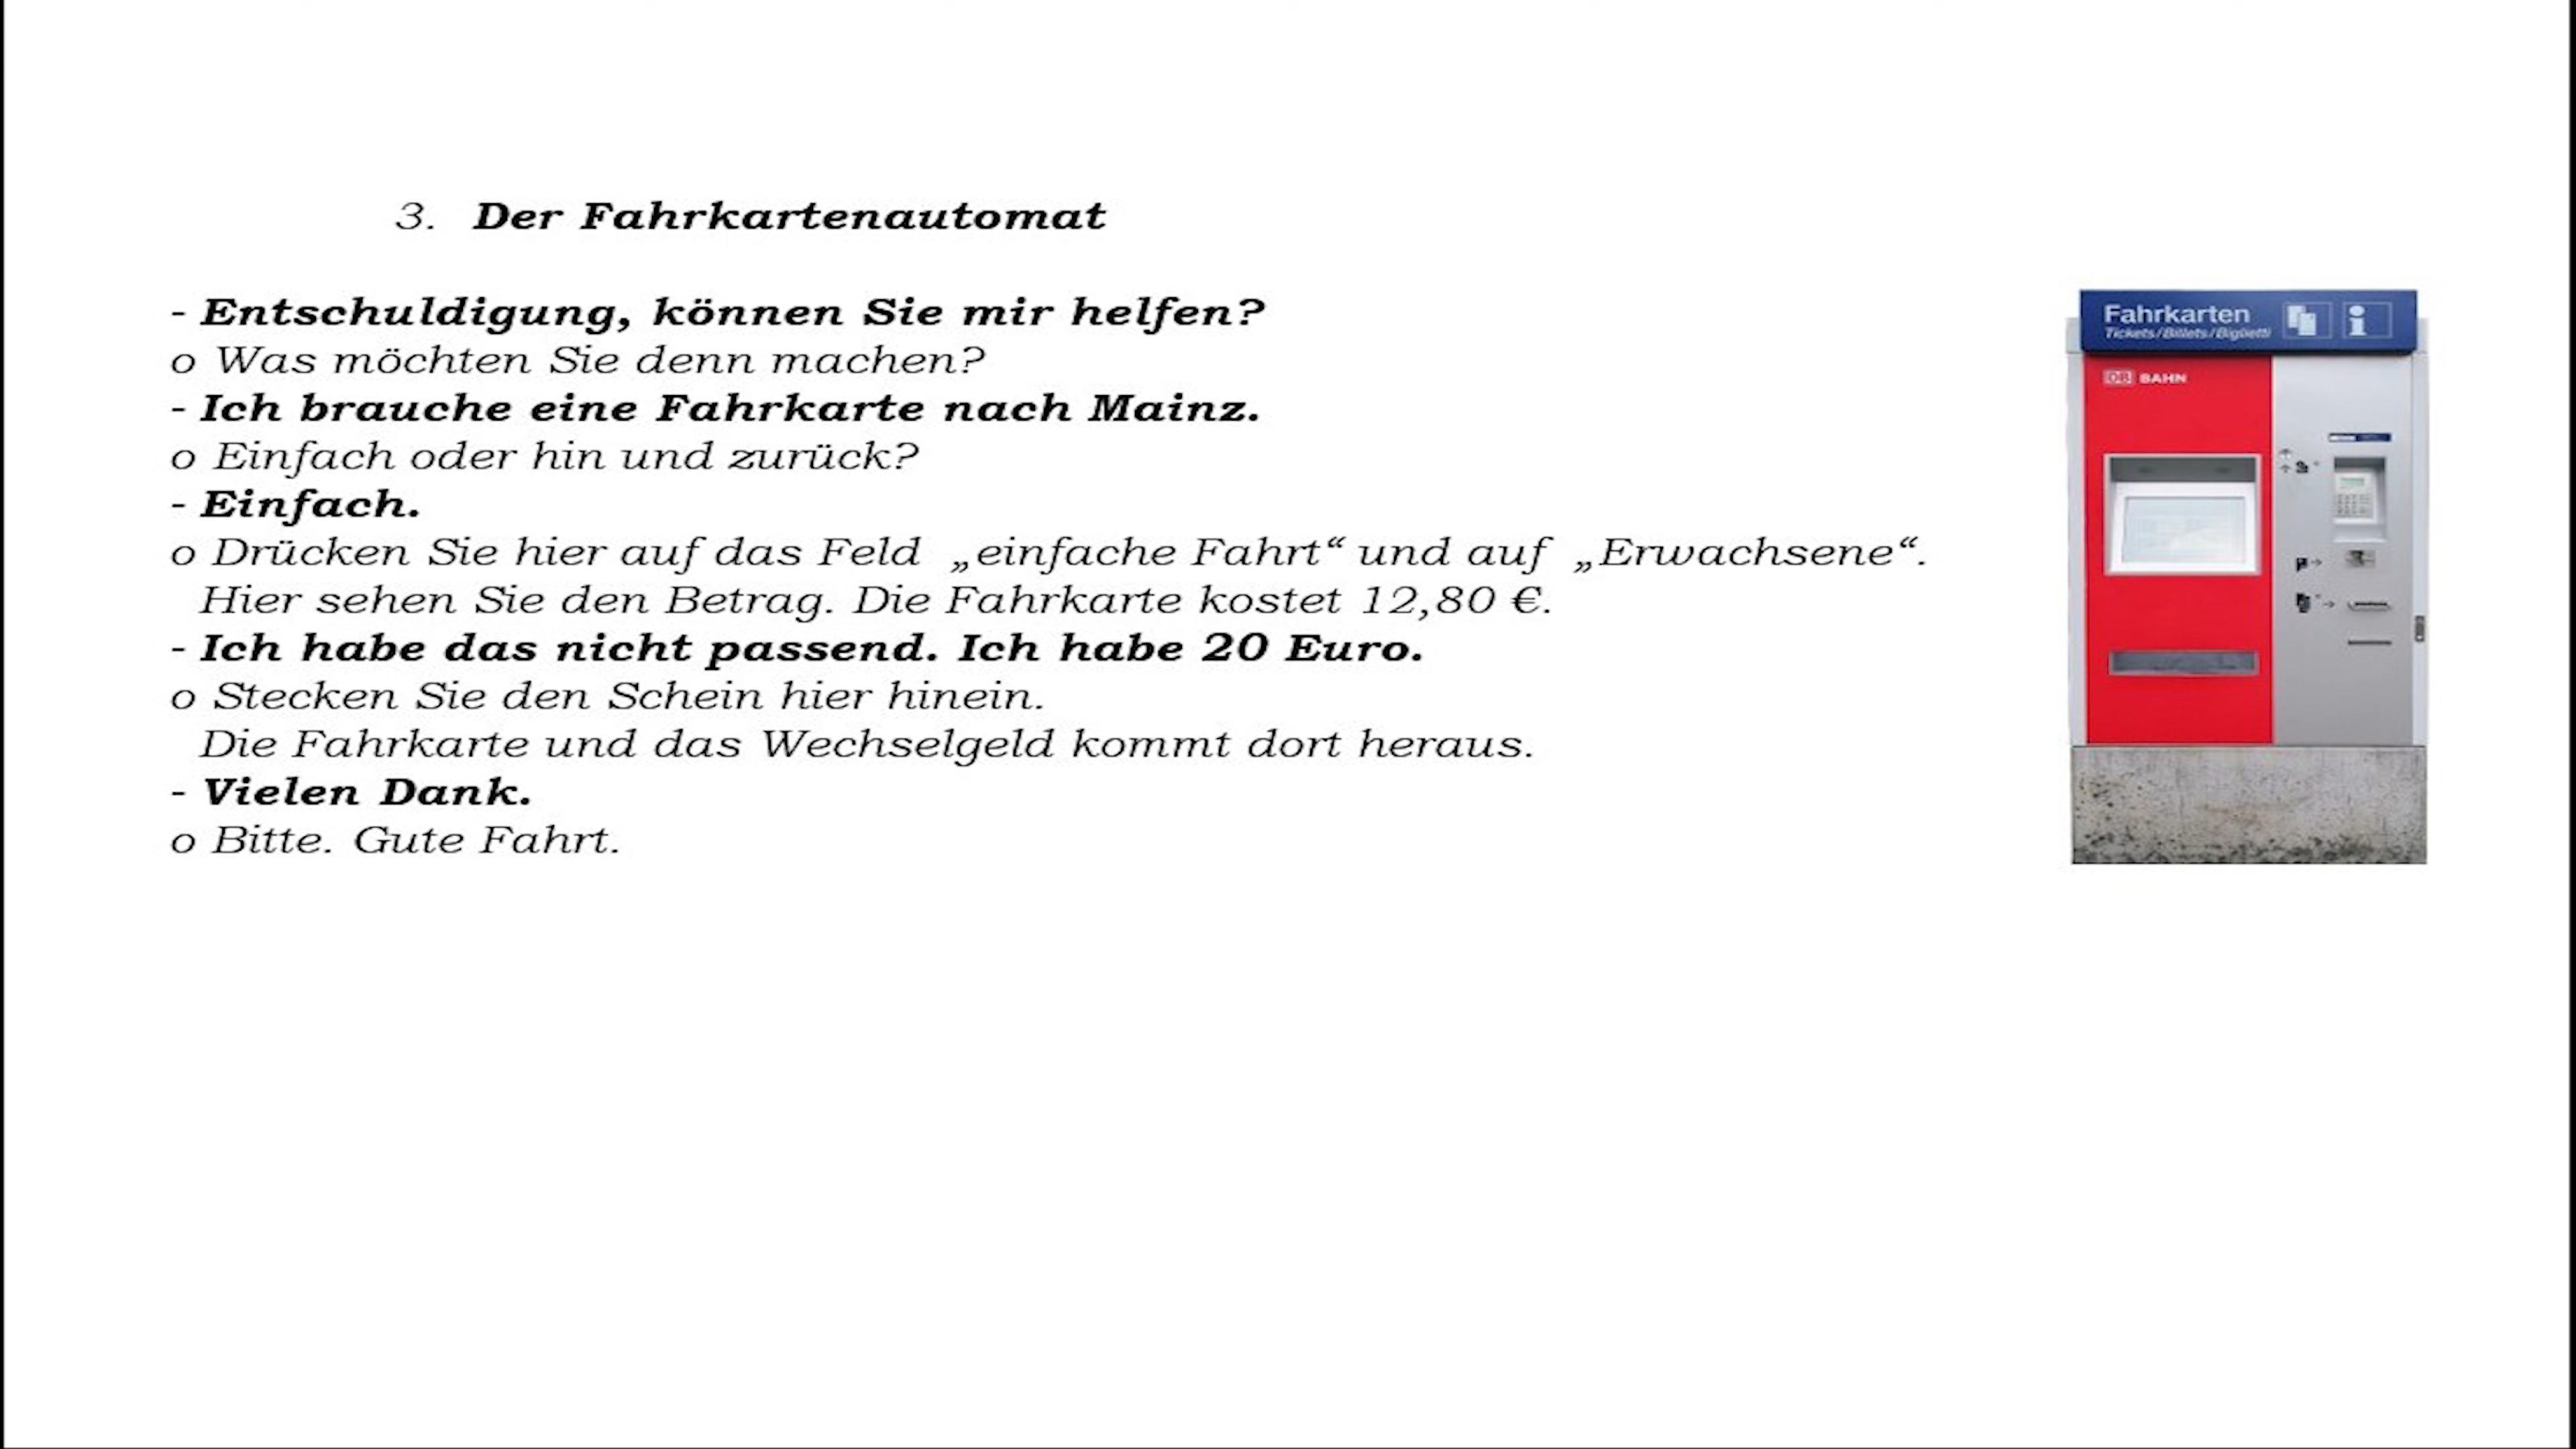 3. Der Fahrkartenautomat
- Entschuldigung, können Sie mir helfen?
o Was möchten Sie denn machen?
- Ich brauche eine Fahrkarte nach Mainz.
o Einfach oder hin und zurück?
- Einfach.
o Drücken Sie hier auf das Feld „einfache Fahrt“ und auf „Erwachsene“.
Hier sehen Sie den Betrag. Die Fahrkarte kostet 12,80 €.
- Ich habe das nicht passend. Ich habe 20 Euro.
o Stecken Sie den Schein hier hinein.
Die Fahrkarte und das Wechselgeld kommt dort heraus.
- Vielen Dank.
o Bitte. Gute Fahrt.
Fahrkarten
Tickets/Billets/Biglietti
DB BAHN